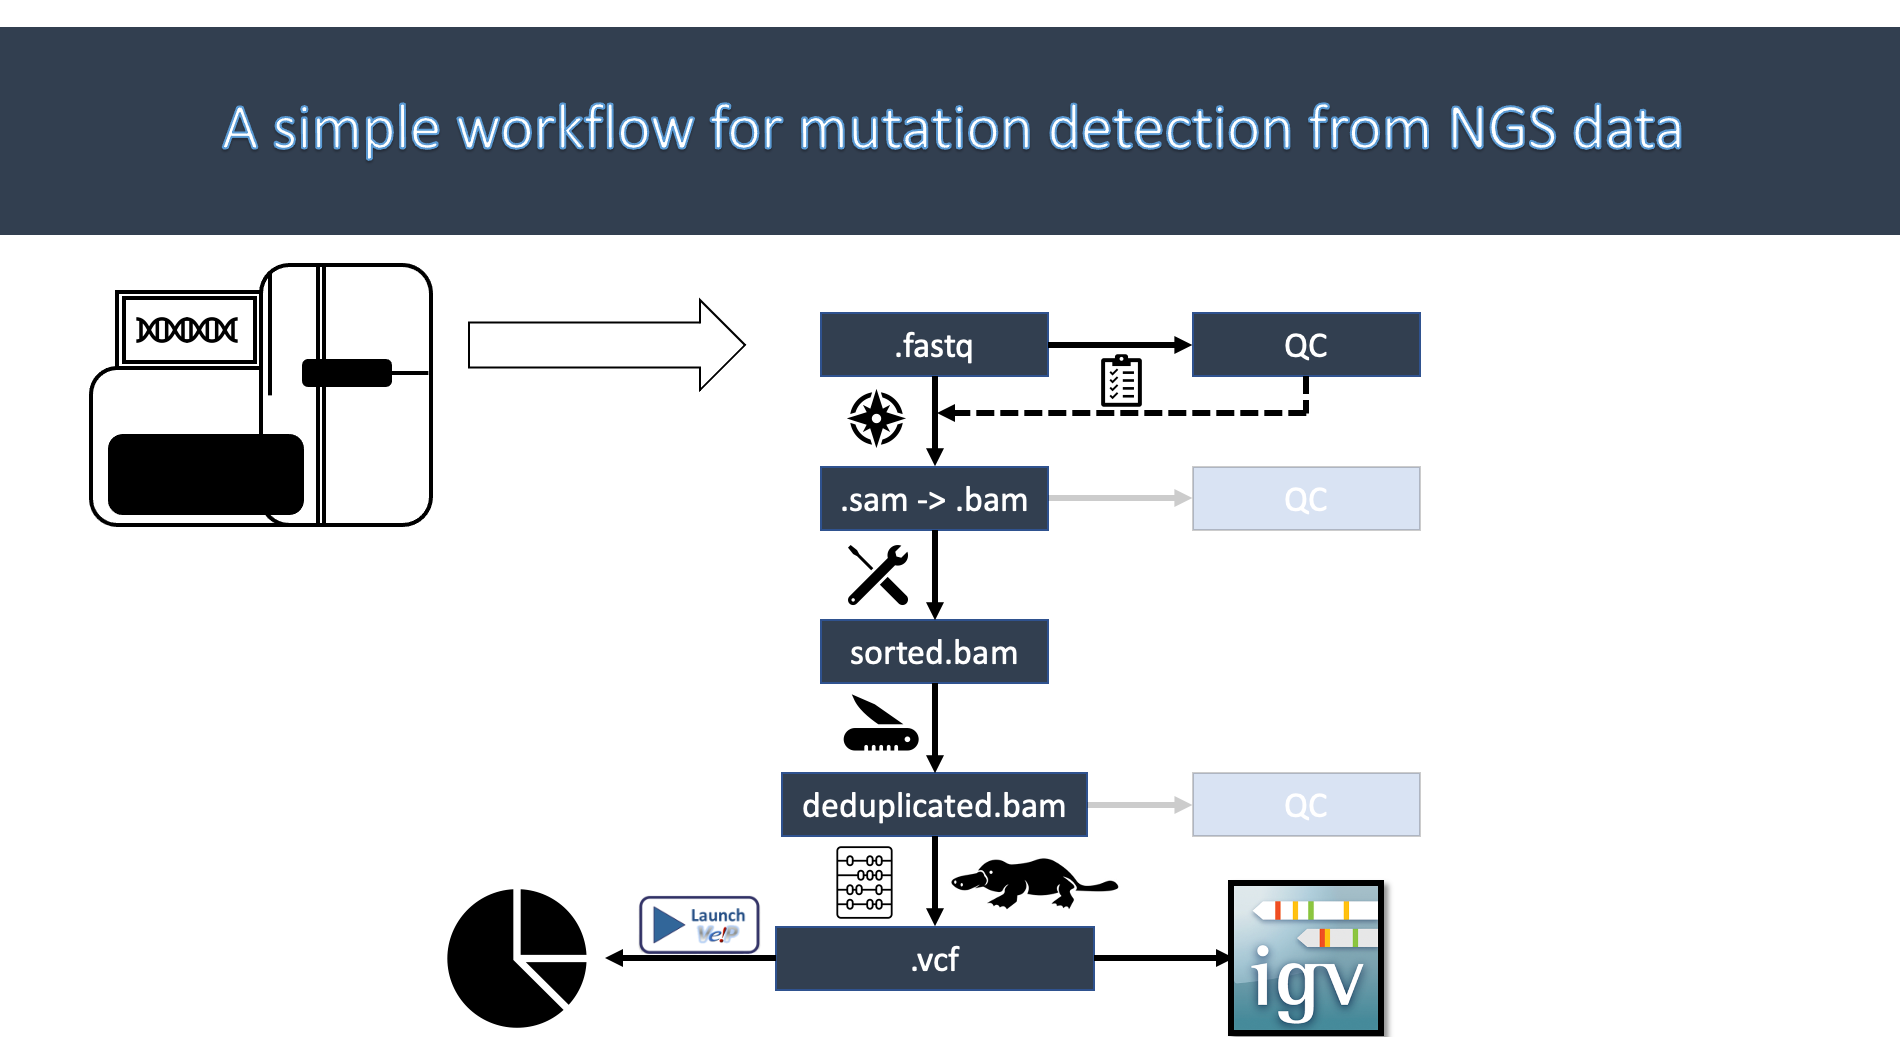 A simple workflow for mutation detection from NGS data
.fastq
QC
.sam -> .bam
QC
sorted.bam
deduplicated.bam
QC
Launch
Ve!P
.vcf
igv